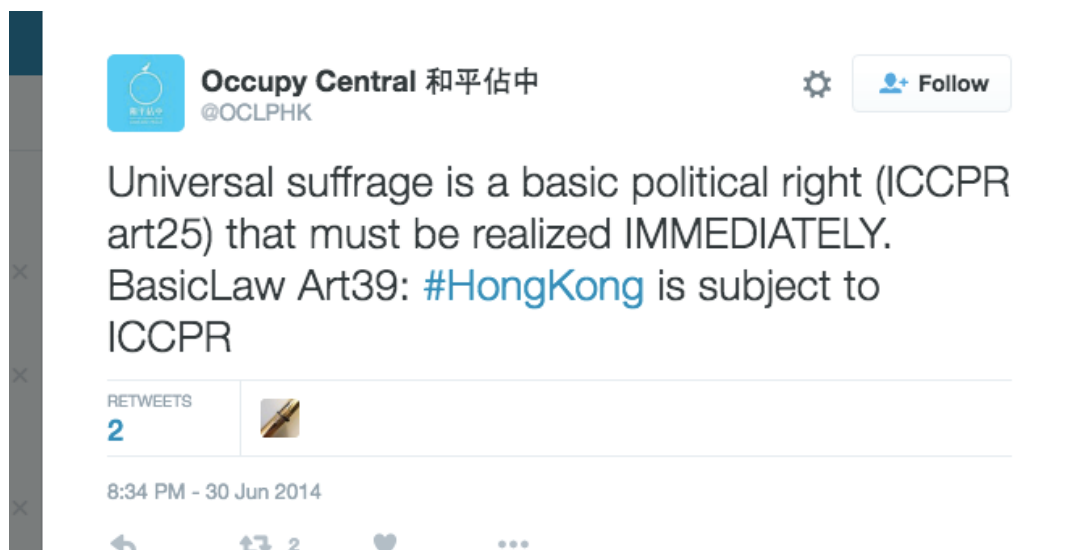 Occupy Central 和平佔中
@OCLPHK
Follow
Universal suffrage is a basic political right (ICCPR
art25) that must be realized IMMEDIATELY.
BasicLaw Art39: #HongKong is subject to
ICCPR
RETWEETS
2
8:34 PM - 30 Jun 2014
2